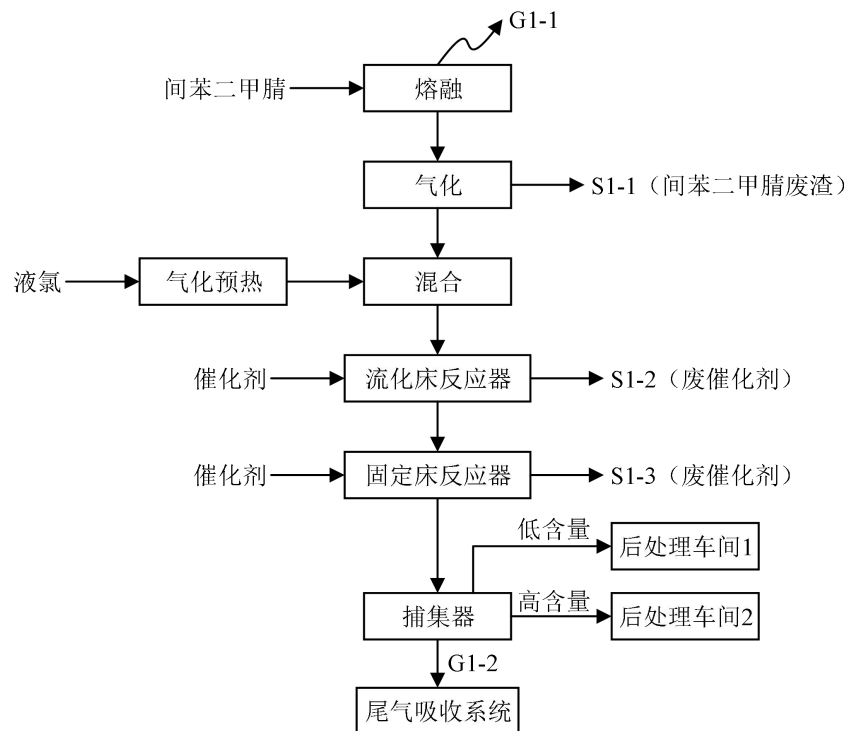 G1-1
间苯二甲腈
熔融
气化
S1-1（间苯二甲腈废渣）
液氯
气化预热
混合
催化剂
流化床反应器
S1-2（废催化剂）
催化剂
固定床反应器
S1-3（废催化剂）
低含量
后处理车间1
捕集器
高含量
后处理车间2
G1-2
尾气吸收系统